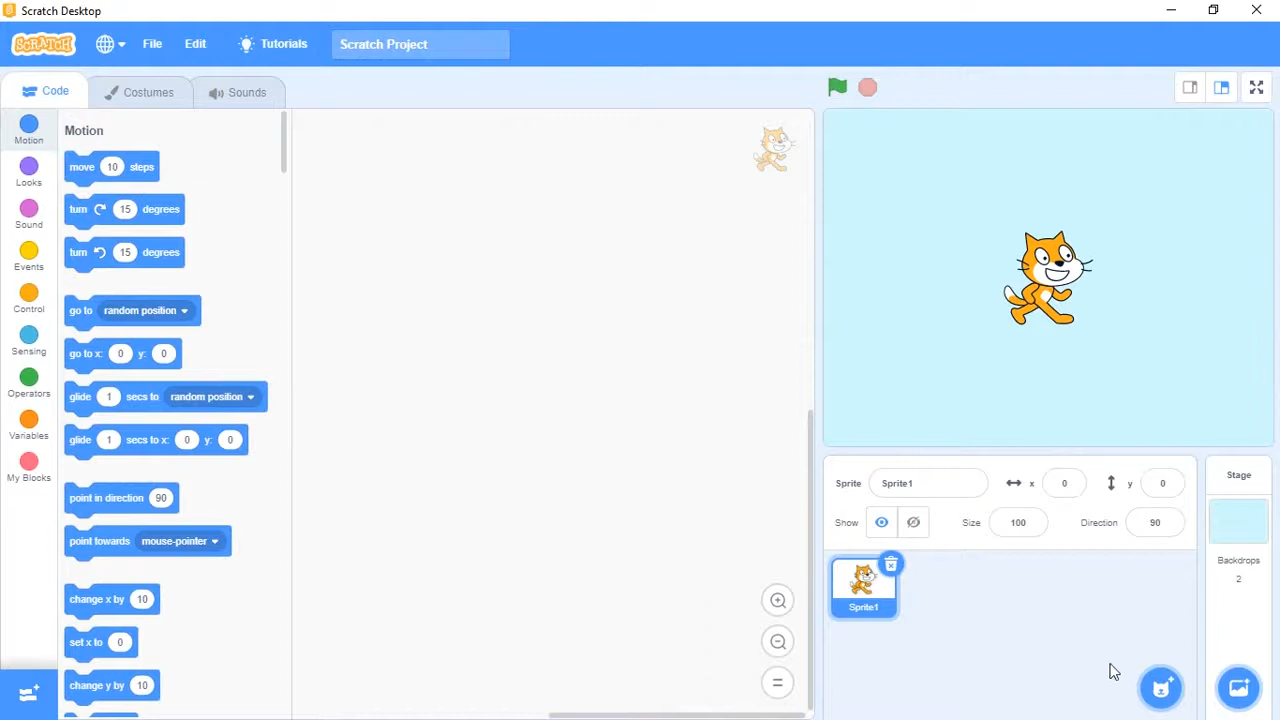 Scratch Desktop
SCRATCH File Edit Tutorials Scratch Project
Code Costumes Sounds
Motion
Looks
Sound
Events
Control
Sensing
Operators
Variables
My Blocks
Motion
move 10 steps
turn 15 degrees
turn 15 degrees
go to random position
go to x: 0 y: 0
glide 1 secs to random position
glide 1 secs to x: 0 y: 0
point in direction 90
point towards mouse-pointer
change x by 10
set x to 0
change y by 10
Sprite Sprite1 x 0 y 0
Show Size 100 Direction 90
Sprite1
Stage
Backdrops
2